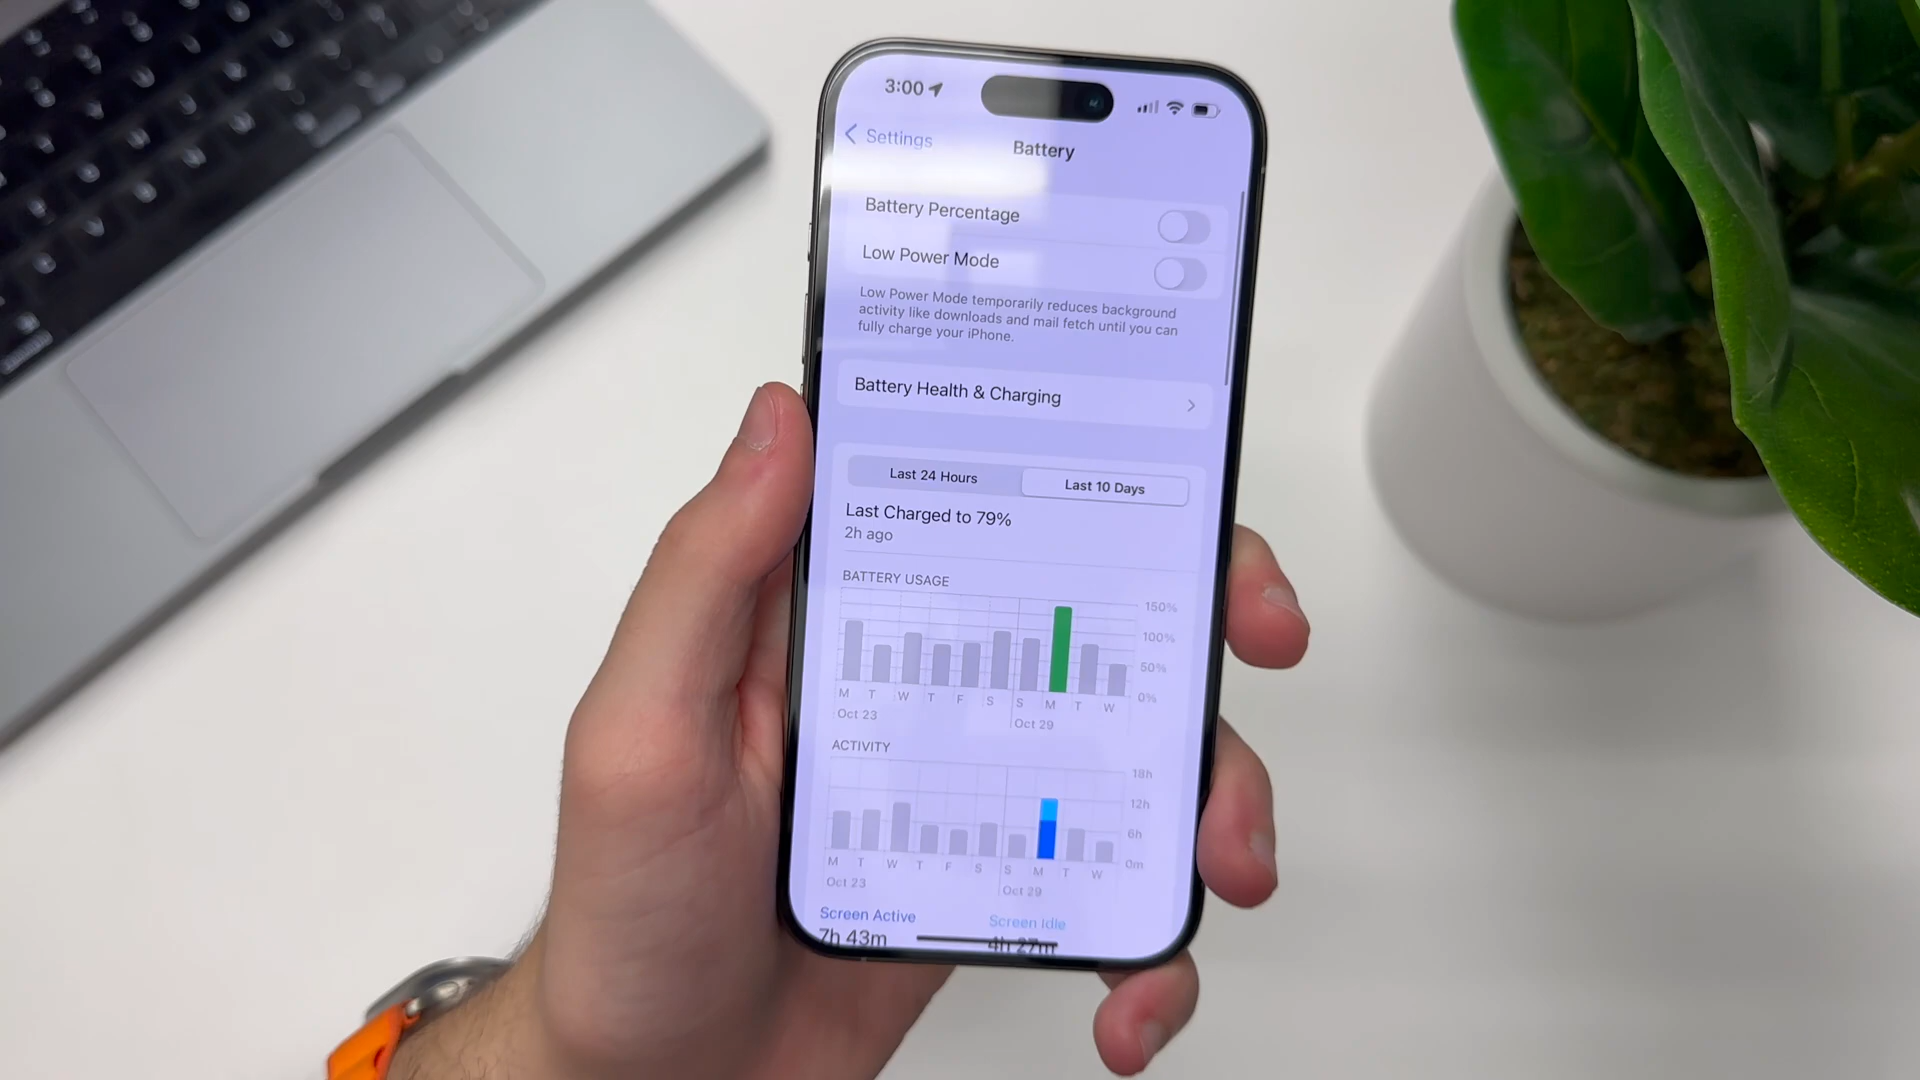 3:00
Settings
Battery
Battery Percentage
Low Power Mode
Low Power Mode temporarily reduces background
activity like downloads and mail fetch until you can
fully charge your iPhone.
Battery Health & Charging
Last 24 Hours
Last 10 Days
Last Charged to 79%
2h ago
BATTERY USAGE
150%
100%
50%
0%
M T W T F S S M T W
Oct 23 Oct 29
ACTIVITY
18h
12h
6h
0m
M T W T F S S M T W
Oct 23 Oct 29
Screen Active Screen Idle
7h 43m 4h 27m